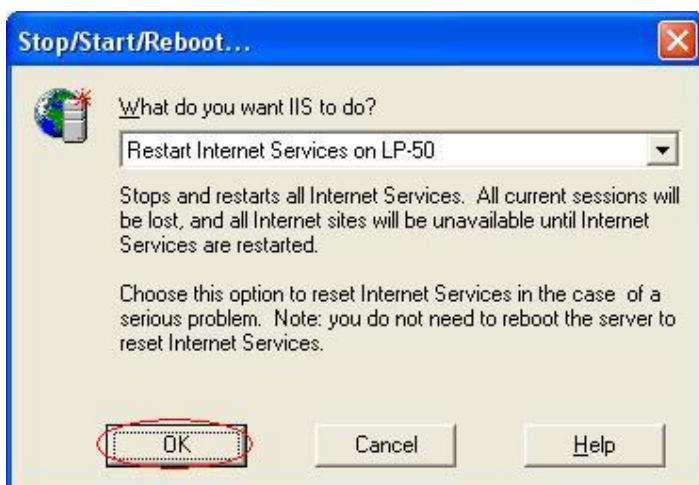 Stop/Start/Reboot...
What do you want IIS to do?
Restart Internet Services on LP-50
Stops and restarts all Internet Services.  All current sessions will
be lost, and all Internet sites will be unavailable until Internet
Services are restarted.
Choose this option to reset Internet Services in the case  of a
serious problem.  Note: you do not need to reboot the server to
reset Internet Services.
OK
Cancel
Help